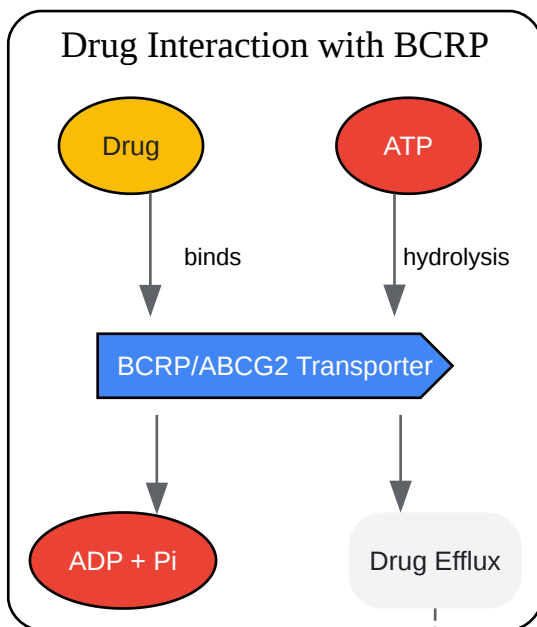 Drug Interaction with BCRP
Drug
ATP
binds
hydrolysis
BCRP/ABCG2 Transporter
ADP + Pi
Drug Efflux